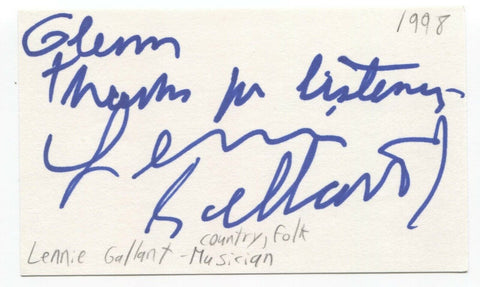 1998
Glenn
Thanks for listening
Lennie
Gallant
country, folk
Lennie Gallant - Musician